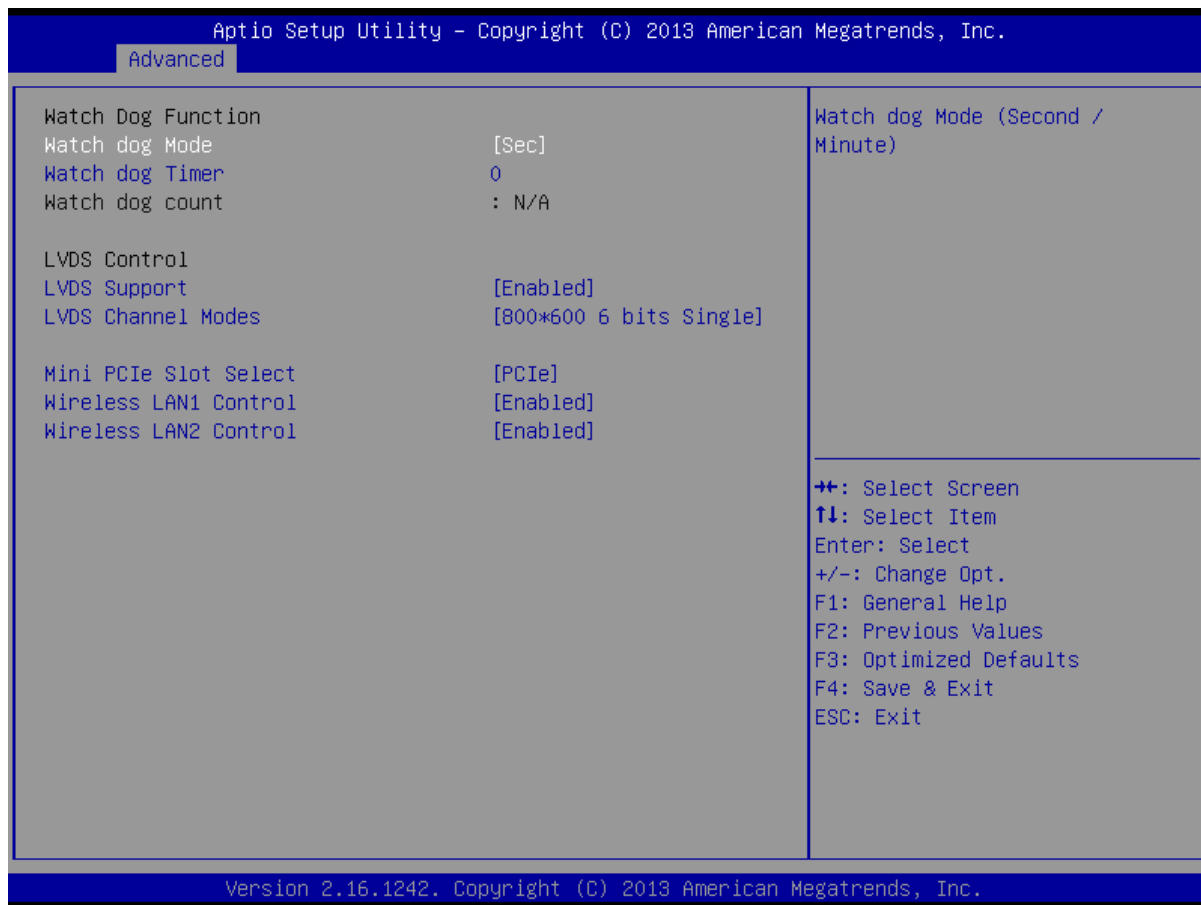 Aptio Setup Utility – Copyright (C) 2013 American Megatrends, Inc.
Advanced
Watch Dog Function
Watch dog Mode [Sec]
Watch dog Timer 0
Watch dog count : N/A
LVDS Control
LVDS Support [Enabled]
LVDS Channel Modes [800*600 6 bits Single]
Mini PCIe Slot Select [PCIe]
Wireless LAN1 Control [Enabled]
Wireless LAN2 Control [Enabled]
Watch dog Mode (Second /
Minute)
→←: Select Screen
↑↓: Select Item
Enter: Select
+/-: Change Opt.
F1: General Help
F2: Previous Values
F3: Optimized Defaults
F4: Save & Exit
ESC: Exit
Version 2.16.1242. Copyright (C) 2013 American Megatrends, Inc.